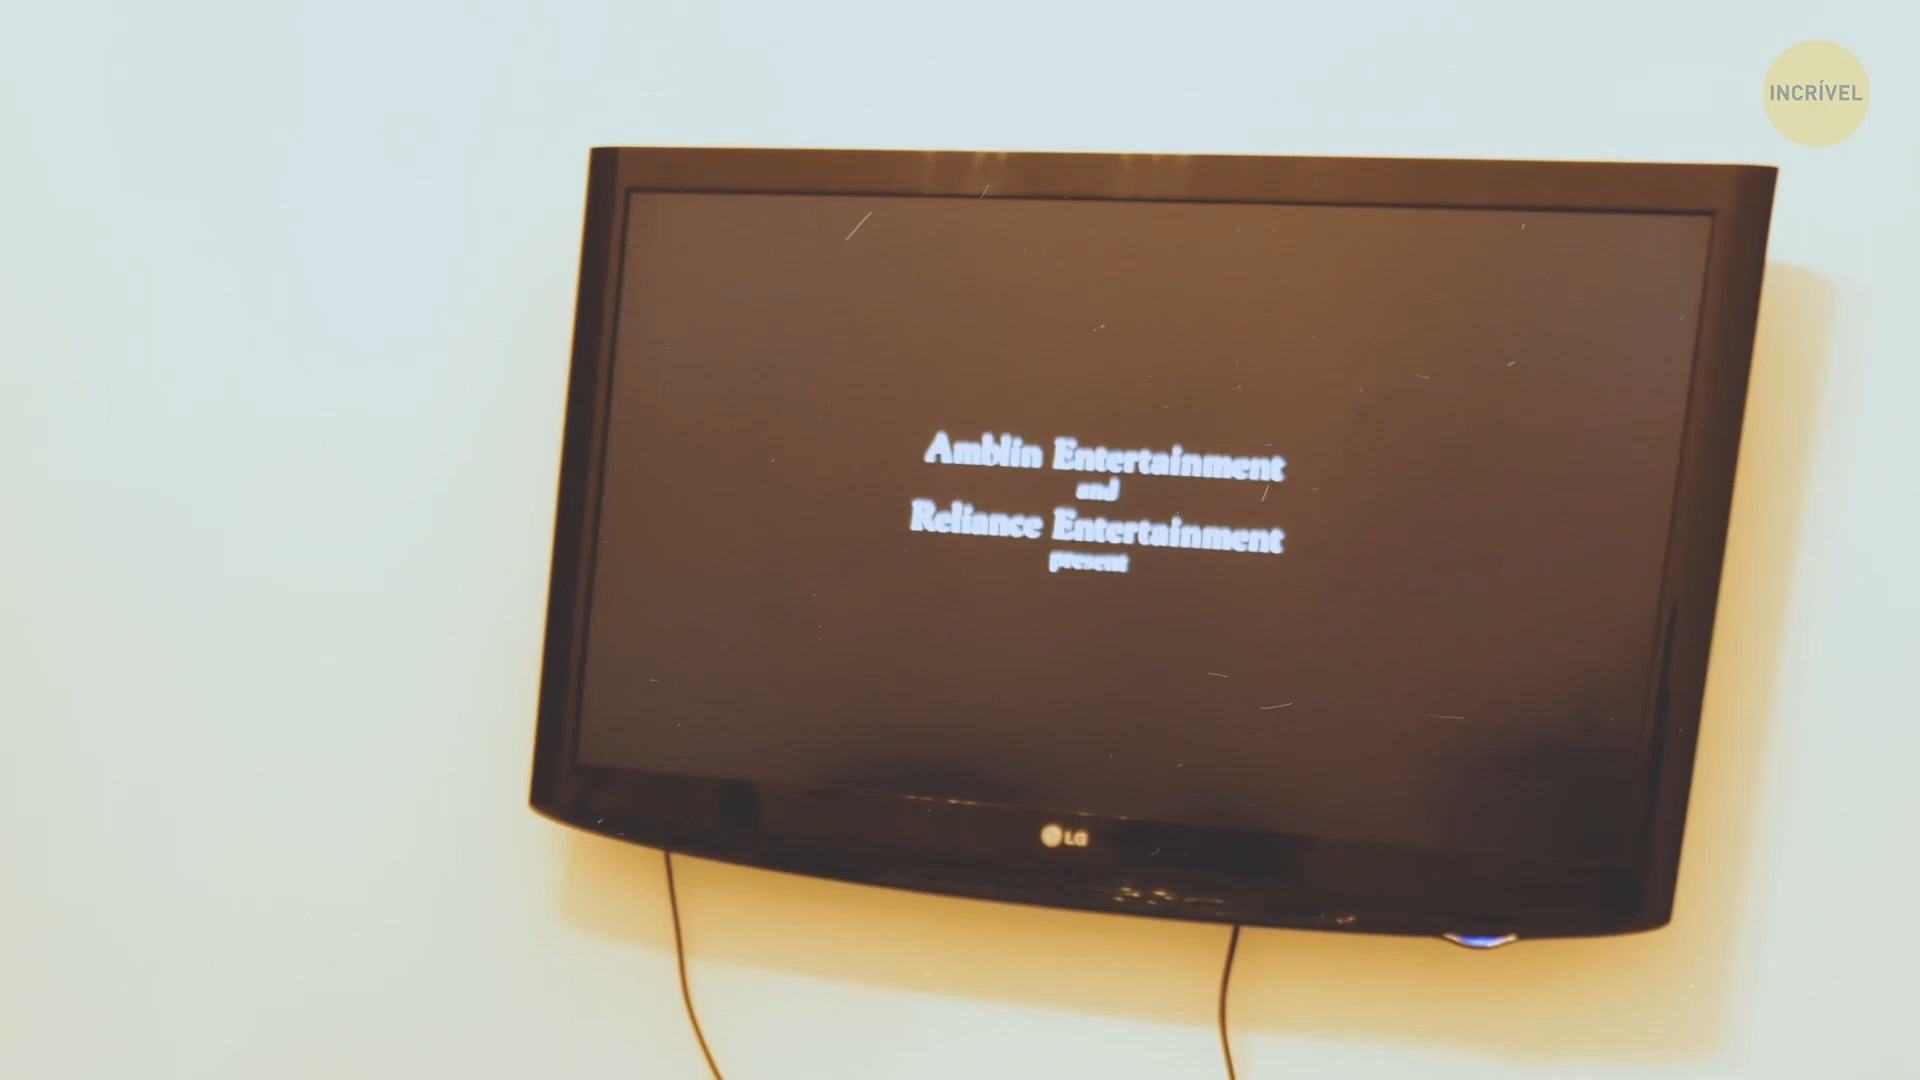 INCRÍVEL
Amblin Entertainment
and
Reliance Entertainment
present
LG